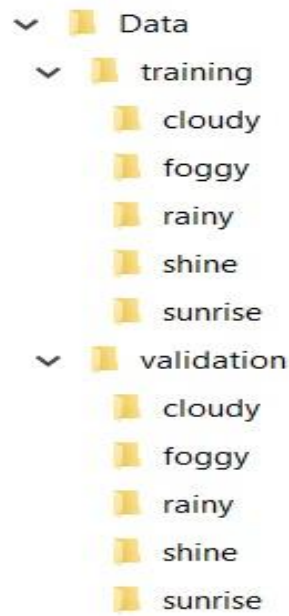 Data
training
cloudy
foggy
rainy
shine
sunrise
validation
cloudy
foggy
rainy
shine
sunrise